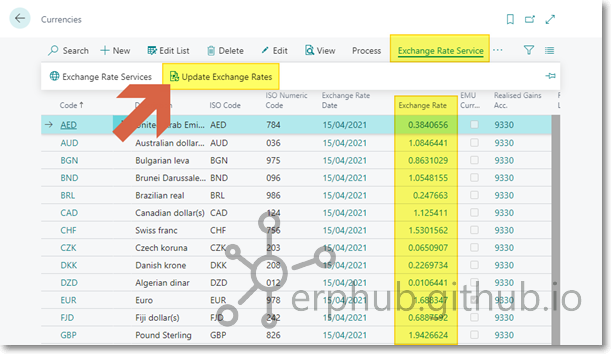 Currencies
Search + New Edit List Delete Edit View Process Exchange Rate Service ...
Exchange Rate Services Update Exchange Rates
Code ↑ ISO Code ISO Numeric Code Exchange Rate Date Exchange Rate EMU Curr... Realised Gains Acc.
→ AED United Arab Emi... AED 784 15/04/2021 0.3840656 9330
AUD Australian dollar... AUD 036 15/04/2021 1.0846441 9330
BGN Bulgarian leva BGN 975 15/04/2021 0.8631029 9330
BND Brunei Darussale... BND 096 15/04/2021 1.0548155 9330
BRL Brazilian real BRL 986 15/04/2021 0.247663 9330
CAD Canadian dollar(s) CAD 124 15/04/2021 1.125411 9330
CHF Swiss franc CHF 756 15/04/2021 1.5301562 9330
CZK Czech koruna CZK 203 15/04/2021 0.0650907 9330
DKK Danish krone DKK 208 15/04/2021 0.2269734 9330
DZD Algerian dinar DZD 012 15/04/2021 0.0106441 9330
EUR Euro EUR 978 15/04/2021 1.688347 9330
FJD Fiji dollar(s) FJD 242 15/04/2021 9330
GBP Pound Sterling GBP 826 15/04/2021 1.9426624 9330
erphub.github.io